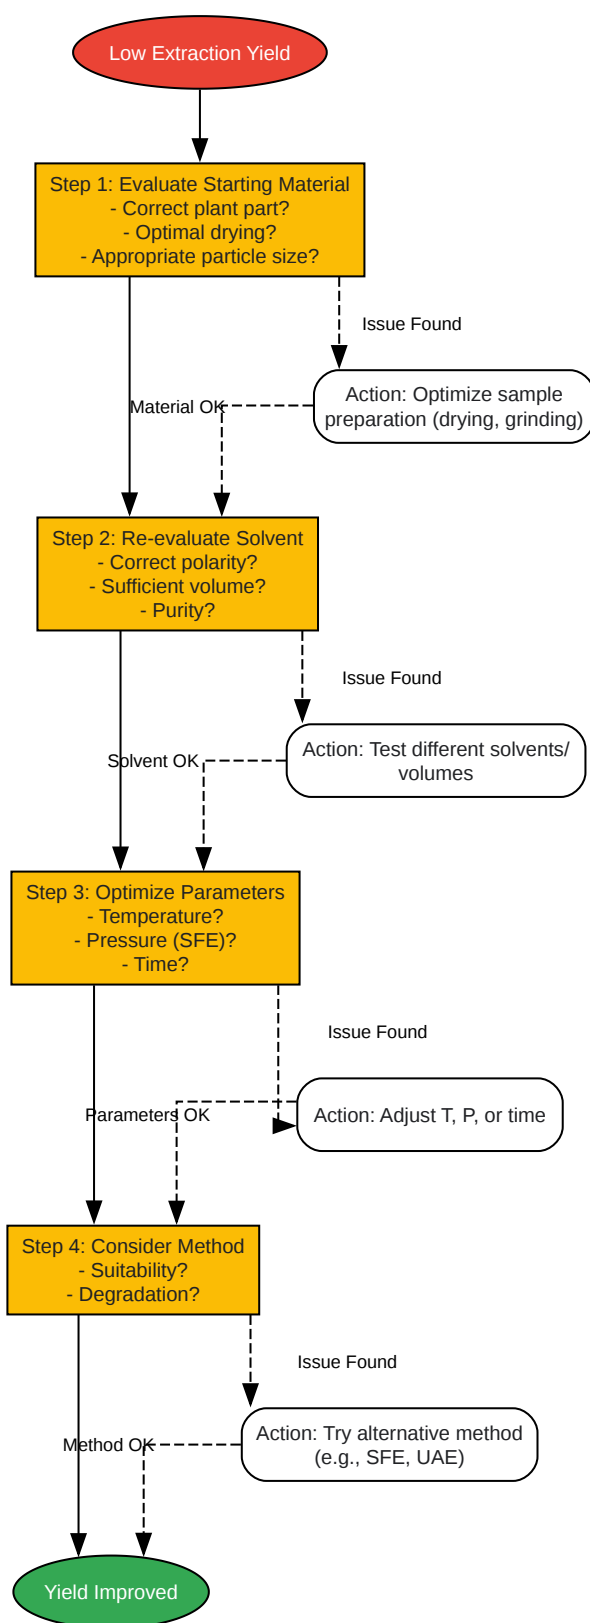 Low Extraction Yield
Step 1: Evaluate Starting Material
- Correct plant part?
- Optimal drying?
- Appropriate particle size?
Issue Found
Action: Optimize sample
preparation (drying, grinding)
Material OK
Step 2: Re-evaluate Solvent
- Correct polarity?
- Sufficient volume?
- Purity?
Issue Found
Action: Test different solvents/
volumes
Solvent OK
Step 3: Optimize Parameters
- Temperature?
- Pressure (SFE)?
- Time?
Issue Found
Action: Adjust T, P, or time
Parameters OK
Step 4: Consider Method
- Suitability?
- Degradation?
Issue Found
Action: Try alternative method
(e.g., SFE, UAE)
Method OK
Yield Improved